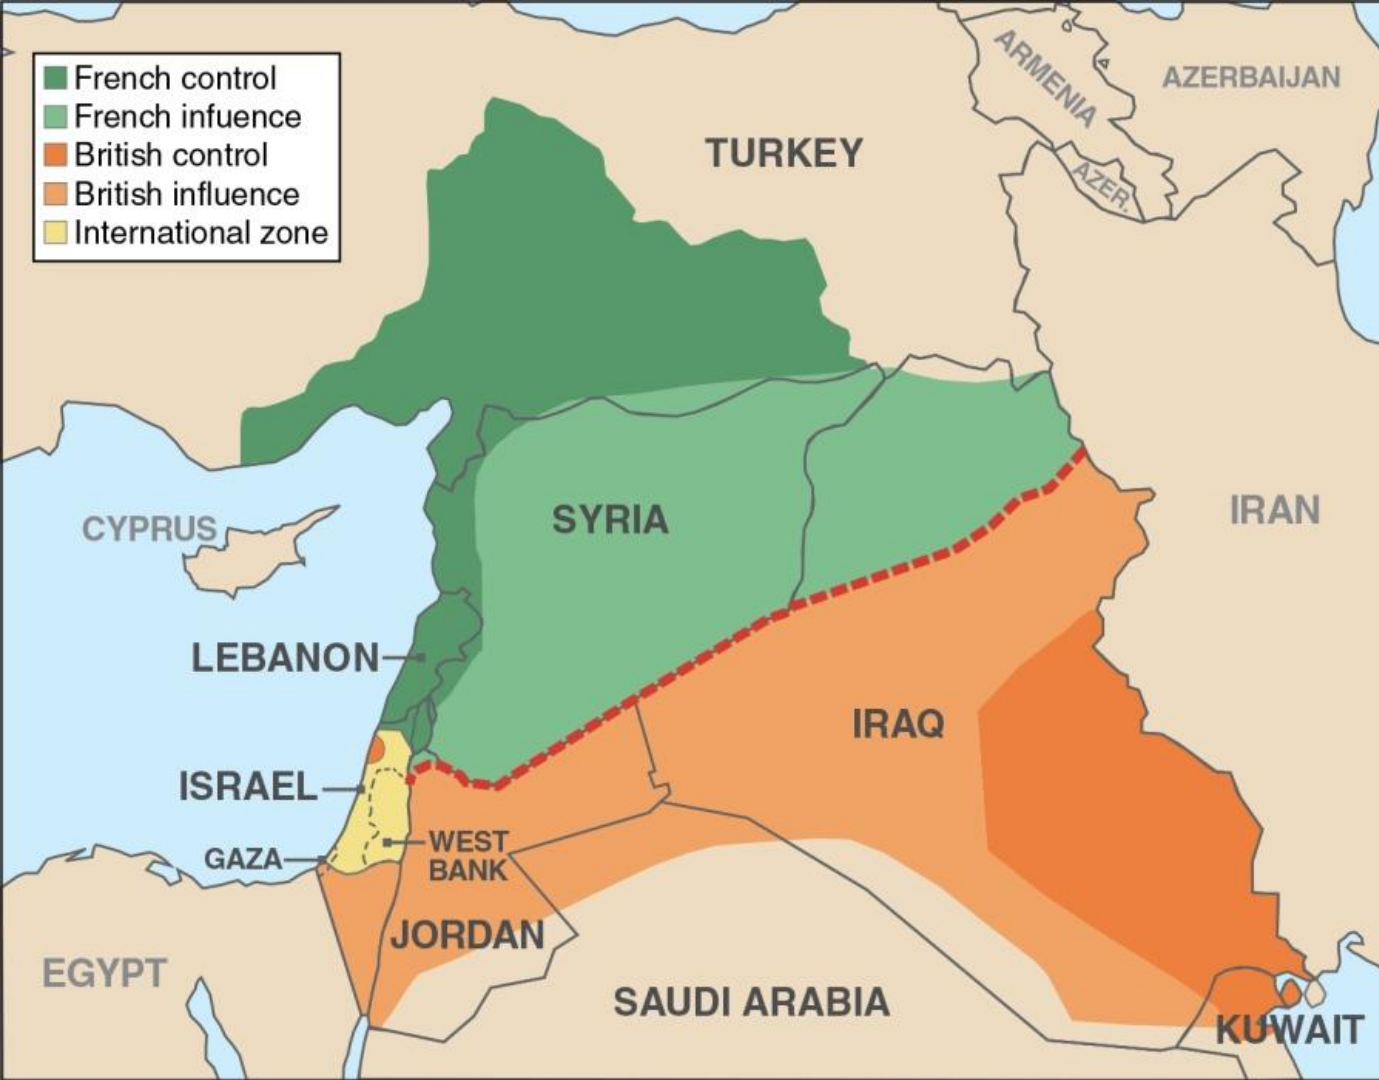 French control
French infuence
British control
British influence
International zone
TURKEY
ARMENIA
AZERBAIJAN
AZER.
CYPRUS
SYRIA
IRAN
LEBANON
IRAQ
ISRAEL
WEST
BANK
GAZA
JORDAN
EGYPT
SAUDI ARABIA
KUWAIT